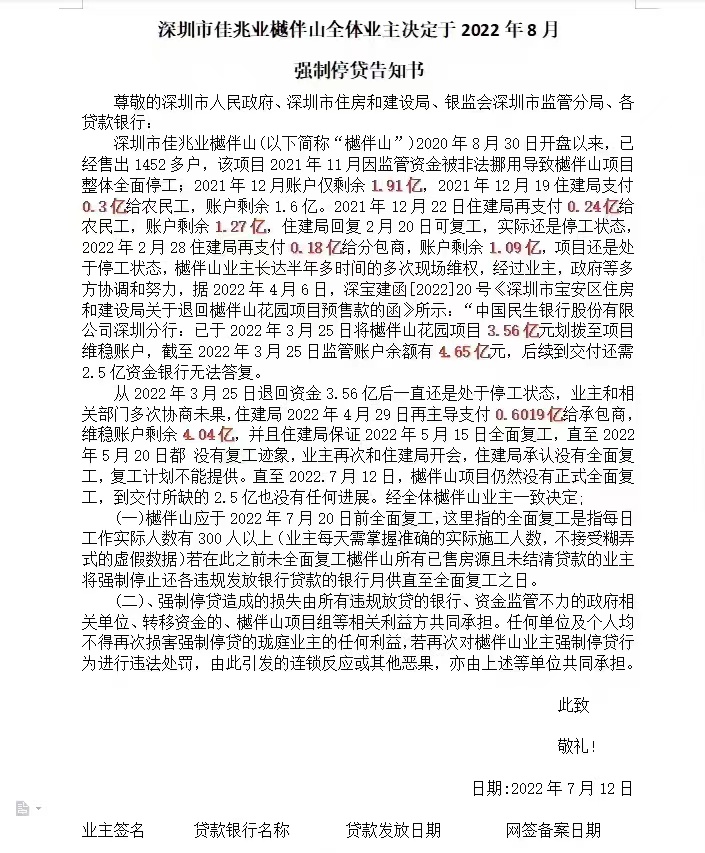 深圳市佳兆业樾伴山全体业主决定于 2022 年 8 月
强制停贷告知书
尊敬的深圳市人民政府、深圳市住房和建设局、银监会深圳市监管分局、各
贷款银行：
深圳市佳兆业樾伴山(以下简称“樾伴山”)2020 年 8 月 30 日开盘以来，已
经售出 1452 多户，该项目 2021 年 11 月因监管资金被非法挪用导致樾伴山项目
整体全面停工；2021 年 12 月账户仅剩余 1.91 亿，2021 年 12 月 19 住建局支付
0.3 亿给农民工，账户剩余 1.6 亿。2021 年 12 月 22 日住建局再支付 0.24 亿给
农民工，账户剩余 1.27 亿，住建局回复 2 月 20 日可复工，实际还是停工状态，
2022 年 2 月 28 住建局再支付 0.18 亿给分包商，账户剩余 1.09 亿，项目还是处
于停工状态，樾伴山业主长达半年多时间的多次现场维权，经过业主，政府等多
方协调和努力，据 2022 年 4 月 6 日，深宝建函[2022]20 号《深圳市宝安区住房
和建设局关于退回樾伴山花园项目预售款的函》所示：“中国民生银行股份有限
公司深圳分行：已于 2022 年 3 月 25 日将樾伴山花园项目 3.56 亿元划拨至项目
维稳账户，截至 2022 年 3 月 25 日监管账户余额有 4.65 亿元，后续到交付还需
2.5 亿资金银行无法答复。
从 2022 年 3 月 25 日退回资金 3.56 亿后一直还是处于停工状态，业主和相
关部门多次协商未果，住建局 2022 年 4 月 29 日再主导支付 0.6019 亿给承包商，
维稳账户剩余 4.04 亿，并且住建局保证 2022 年 5 月 15 日全面复工，直至 2022
年 5 月 20 日都 没有复工迹象，业主再次和住建局开会，住建局承认没有全面复
工，复工计划不能提供。直至 2022.7 月 12 日，樾伴山项目仍然没有正式全面复
工，到交付所缺的 2.5 亿也没有任何进展。经全体樾伴山业主一致决定;
(一)樾伴山应于 2022 年 7 月 20 日前全面复工，这里指的全面复工是指每日
工作实际人数有 300 人以上(业主每天需掌握准确的实际施工人数，不接受糊弄
式的虚假数据)若在此之前未全面复工樾伴山所有已售房源且未结清贷款的业主
将强制停止还各违规发放银行贷款的银行月供直至全面复工之日。
(二)、强制停贷造成的损失由所有违规放贷的银行、资金监管不力的政府相
关单位、转移资金的、樾伴山项目组等相关利益方共同承担。任何单位及个人均
不得再次损害强制停贷的珑庭业主的任何利益，若再次对樾伴山业主强制停贷行
为进行违法处罚，由此引发的连锁反应或其他恶果，亦由上述等单位共同承担。
此致
敬礼！
日期:2022 年 7 月 12 日
业主签名 贷款银行名称 贷款发放日期 网签备案日期